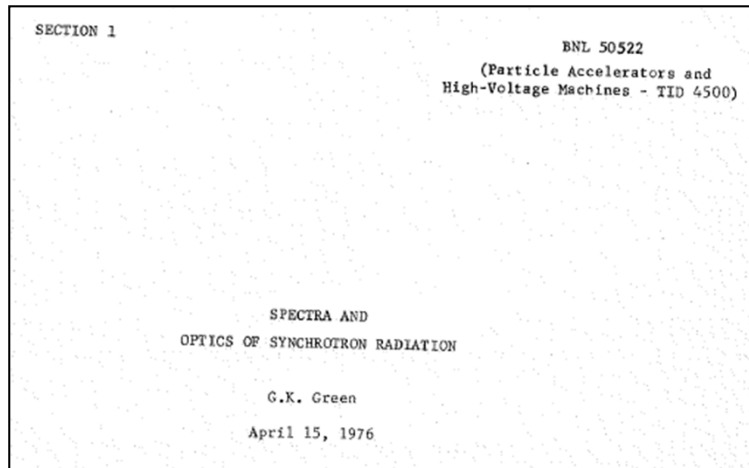 SECTION 1
BNL 50522
(Particle Accelerators and
High-Voltage Machines - TID 4500)
SPECTRA AND
OPTICS OF SYNCHROTRON RADIATION
G.K. Green
April 15, 1976